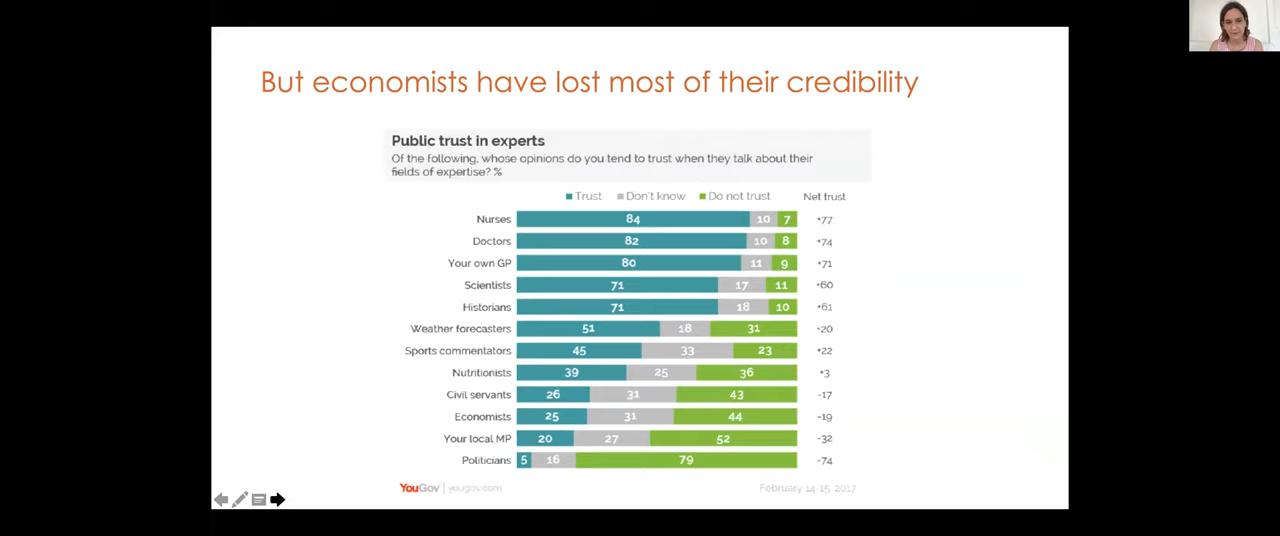 But economists have lost most of their credibility
Public trust in experts
Of the following, whose opinions do you tend to trust when they talk about their
fields of expertise? %
Trust Don't know Do not trust Net trust
Nurses 84 10 7 +77
Doctors 82 10 8 +74
Your own GP 80 11 9 +71
Scientists 71 17 11 +60
Historians 71 18 10 +61
Weather forecasters 51 18 31 +20
Sports commentators 45 33 23 +22
Nutritionists 39 25 36 +3
Civil servants 26 31 43 -17
Economists 25 31 44 -19
Your local MP 20 27 52 -32
Politicians 5 16 79 -74
YouGov yougov.com February 14-15, 2017